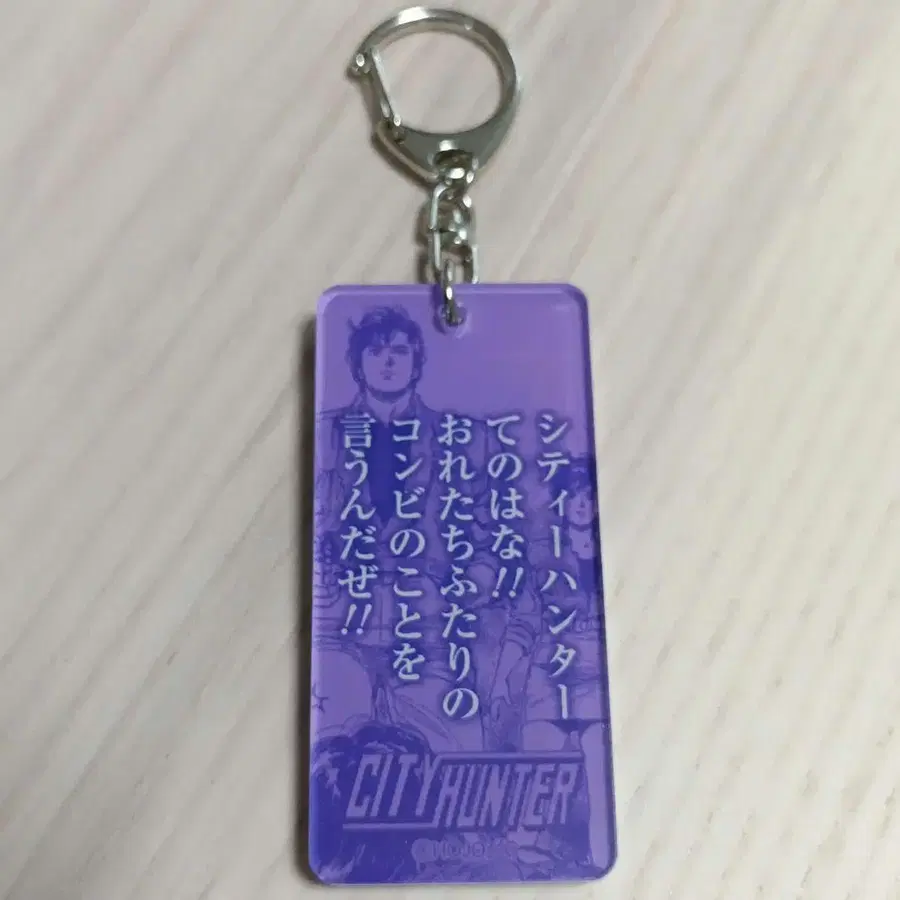 シティーハンター
てのはな!!
おれたちふたりの
コンビのことを
言うんだぜ!!
CITY HUNTER